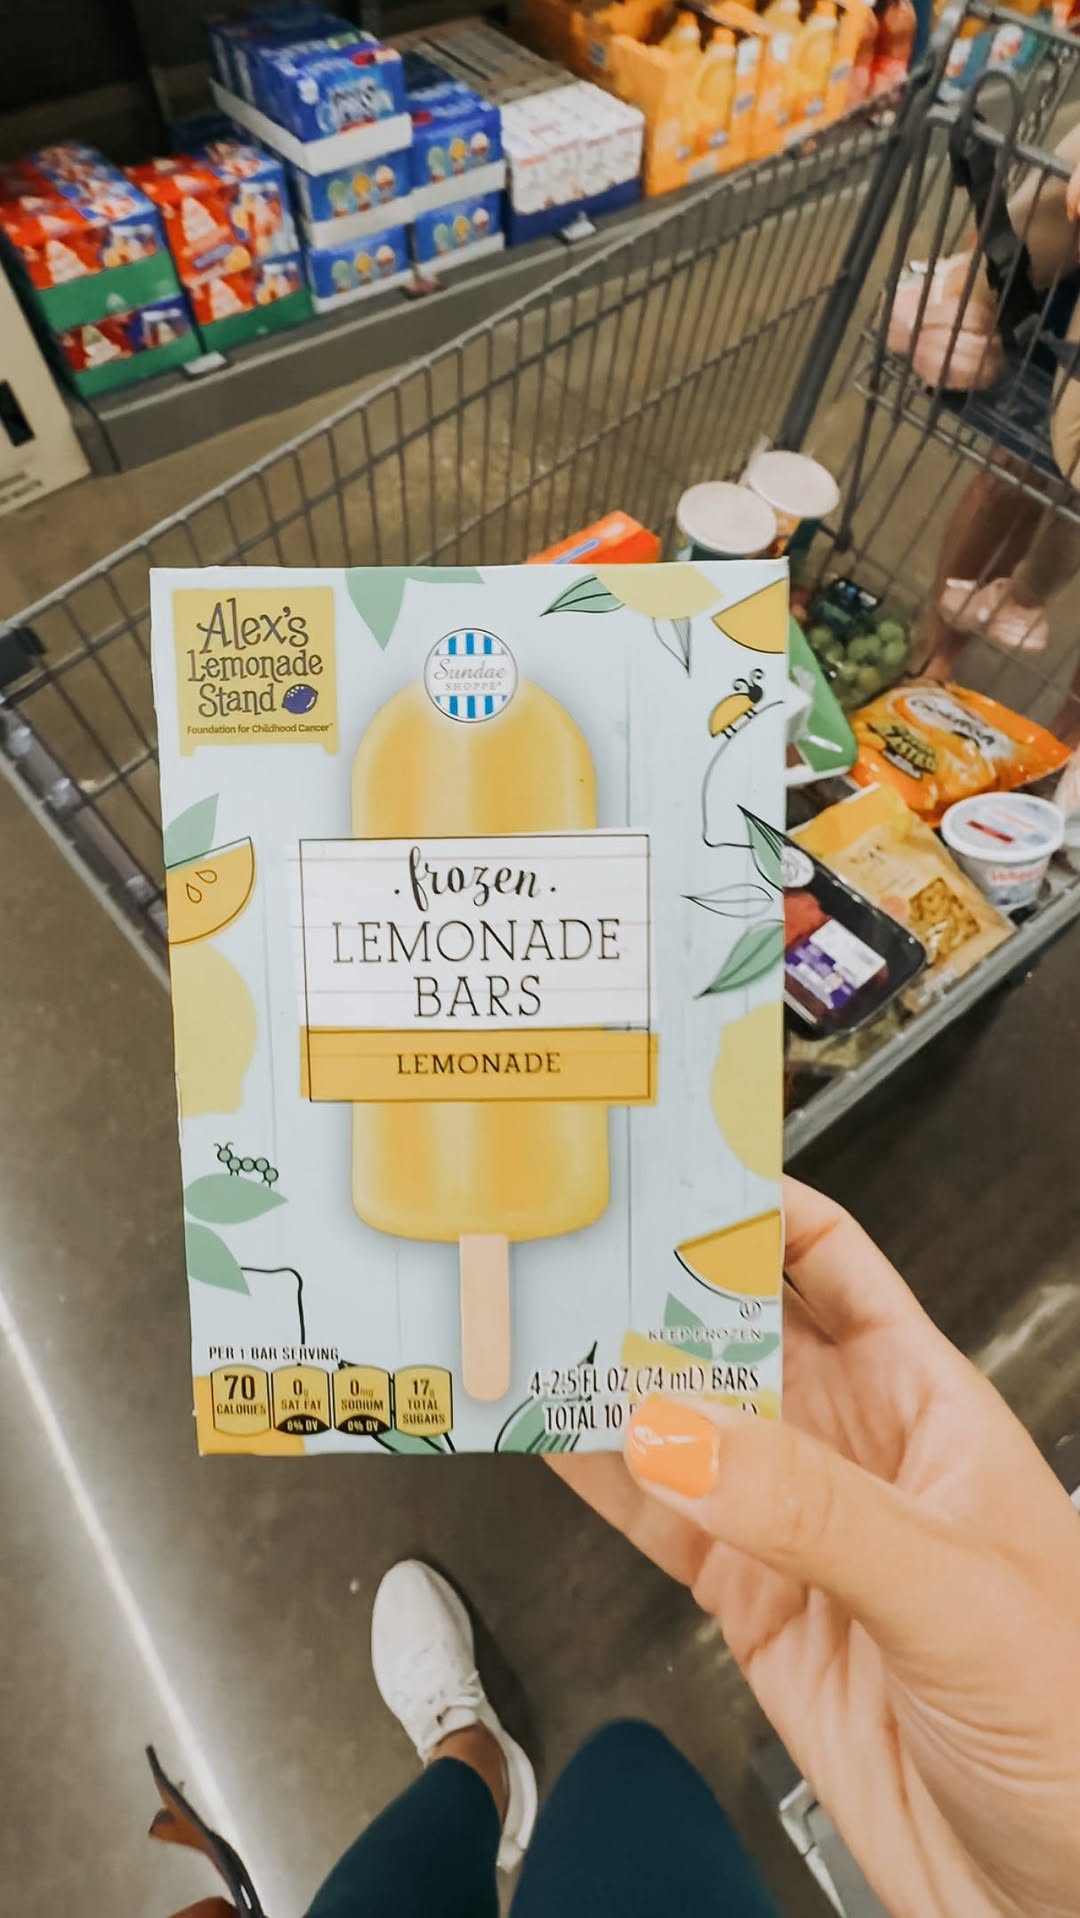 Alex's
Lemonade
Stand
Foundation for Childhood Cancer™
Sundae
SHOPPE®
frozen
LEMONADE
BARS
LEMONADE
U
KEEP FROZEN
PER 1 BAR SERVING
70
CALORIES
0g
SAT FAT
0% DV
0mg
SODIUM
0% DV
17g
TOTAL
SUGARS
4-2.5 FL OZ (74 mL) BARS
TOTAL 10
Goldfish